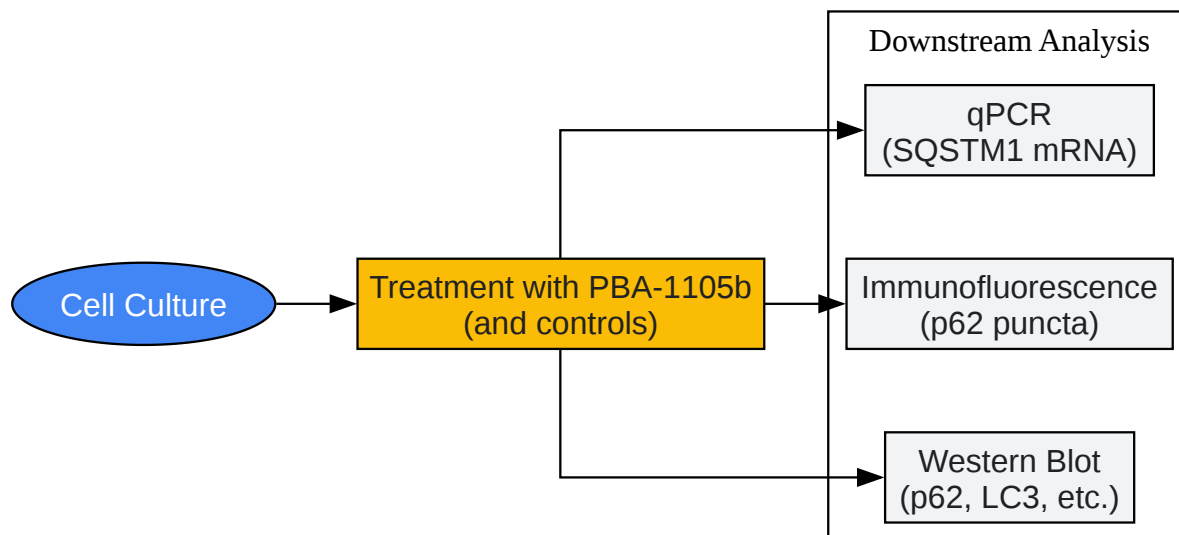 Downstream Analysis
qPCR
(SQSTM1 mRNA)
Cell Culture
Treatment with PBA-1105b
(and controls)
Immunofluorescence
(p62 puncta)
Western Blot
(p62, LC3, etc.)